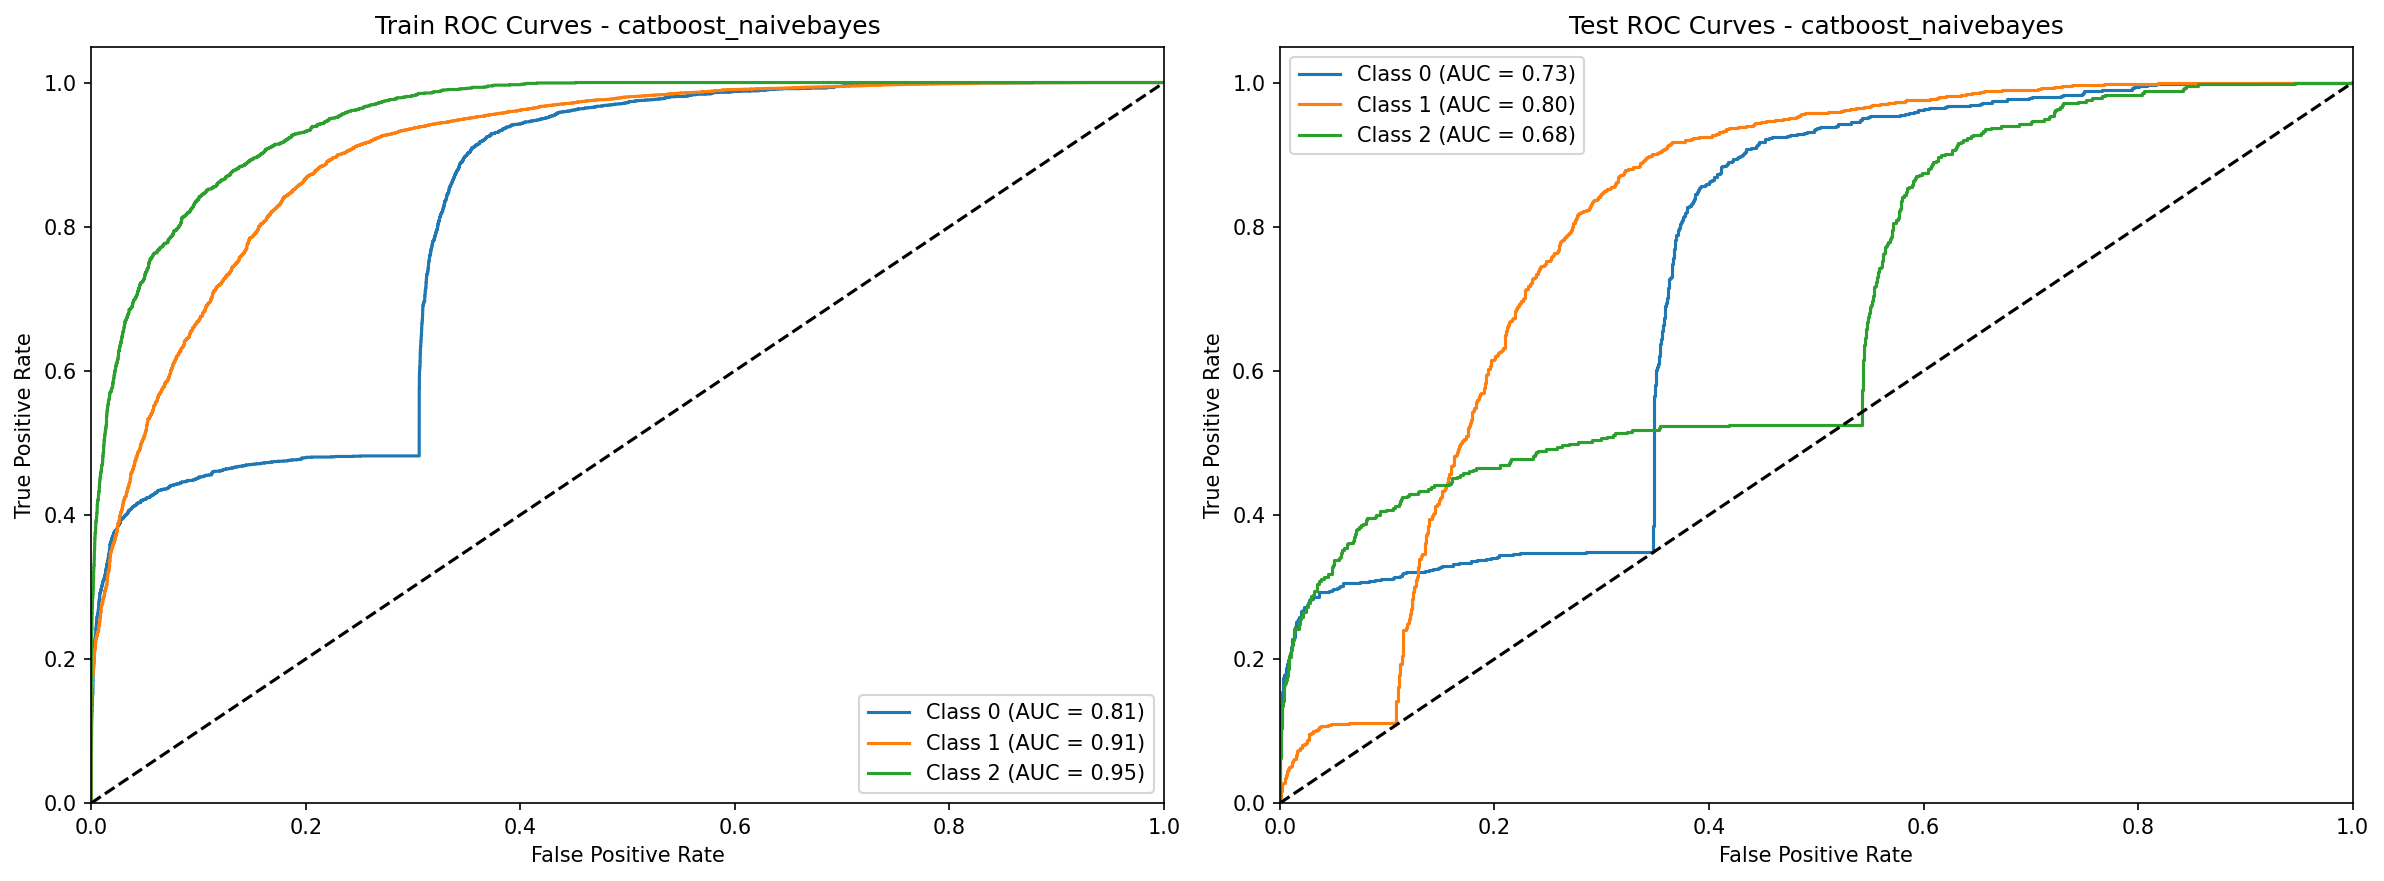 Train ROC Curves - catboost_naivebayes
True Positive Rate
1.0
0.8
0.6
0.4
0.2
0.0
Class 0 (AUC = 0.81)
Class 1 (AUC = 0.91)
Class 2 (AUC = 0.95)
0.0 0.2 0.4 0.6 0.8 1.0
False Positive Rate
Test ROC Curves - catboost_naivebayes
True Positive Rate
1.0
0.8
0.6
0.4
0.2
0.0
Class 0 (AUC = 0.73)
Class 1 (AUC = 0.80)
Class 2 (AUC = 0.68)
0.0 0.2 0.4 0.6 0.8 1.0
False Positive Rate